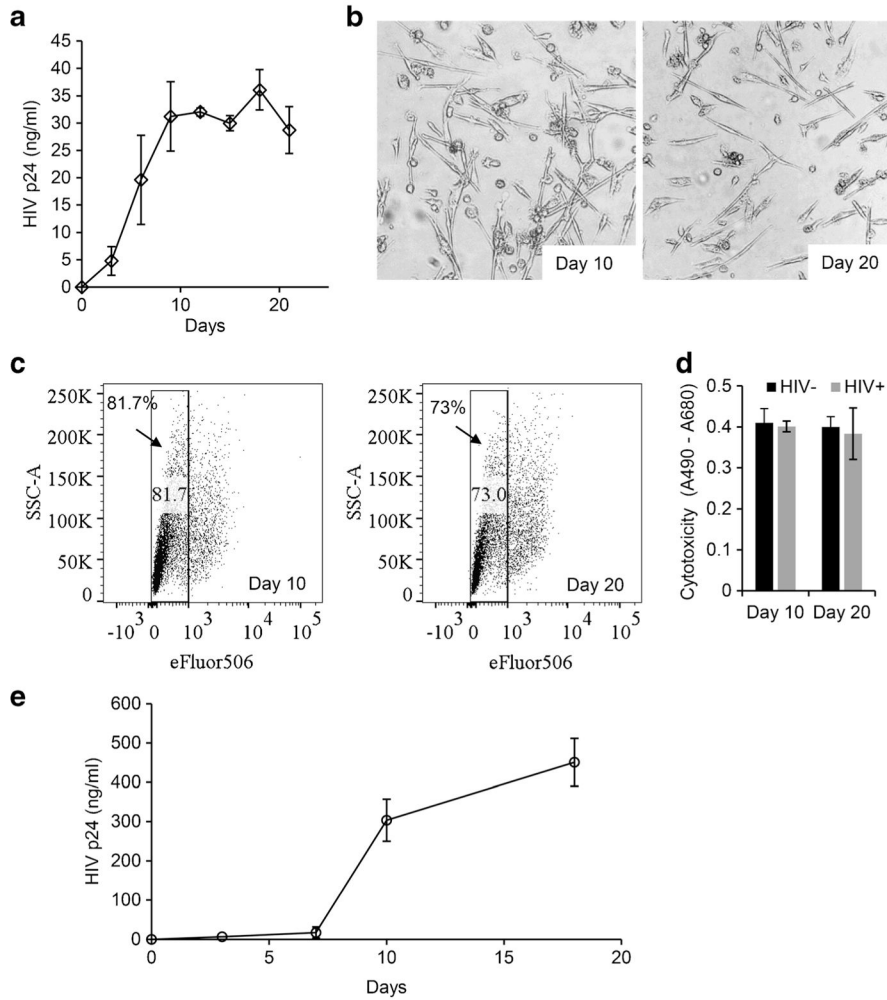 a
HIV p24 (ng/ml)
45
40
35
30
25
20
15
10
5
0
0 10 20
Days
b
Day 10
Day 20
c
SSC-A
250K
200K
150K
100K
50K
0
81.7%
81.7
Day 10
-10³ 0 10³ 10⁴ 10⁵
eFluor506
SSC-A
250K
200K
150K
100K
50K
0
73%
73.0
Day 20
-10³ 0 10³ 10⁴ 10⁵
eFluor506
d
HIV- HIV+
Cytotoxicity (A490 - A680)
0.5
0.4
0.3
0.2
0.1
0
Day 10 Day 20
e
HIV p24 (ng/ml)
600
500
400
300
200
100
0
0 5 10 15 20
Days